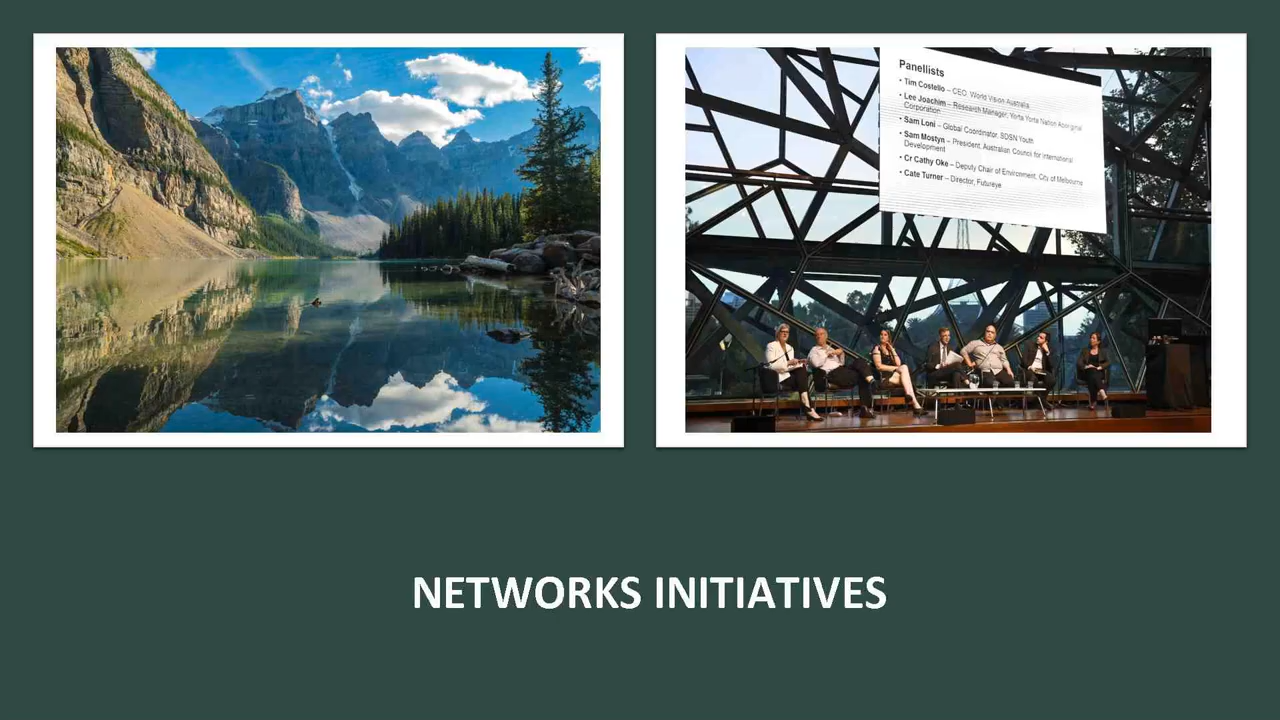 Panellists
• Tim Costello – CEO, World Vision Australia
• Lee Joachim – Research Manager, Yorta Yorta Nation Aboriginal
Corporation
• Sam Loni – Global Coordinator, SDSN Youth
• Sam Mostyn – President, Australian Council for International
Development
• Cr Cathy Oke – Deputy Chair of Environment, City of Melbourne
• Cate Turner – Director, Futureye
NETWORKS INITIATIVES